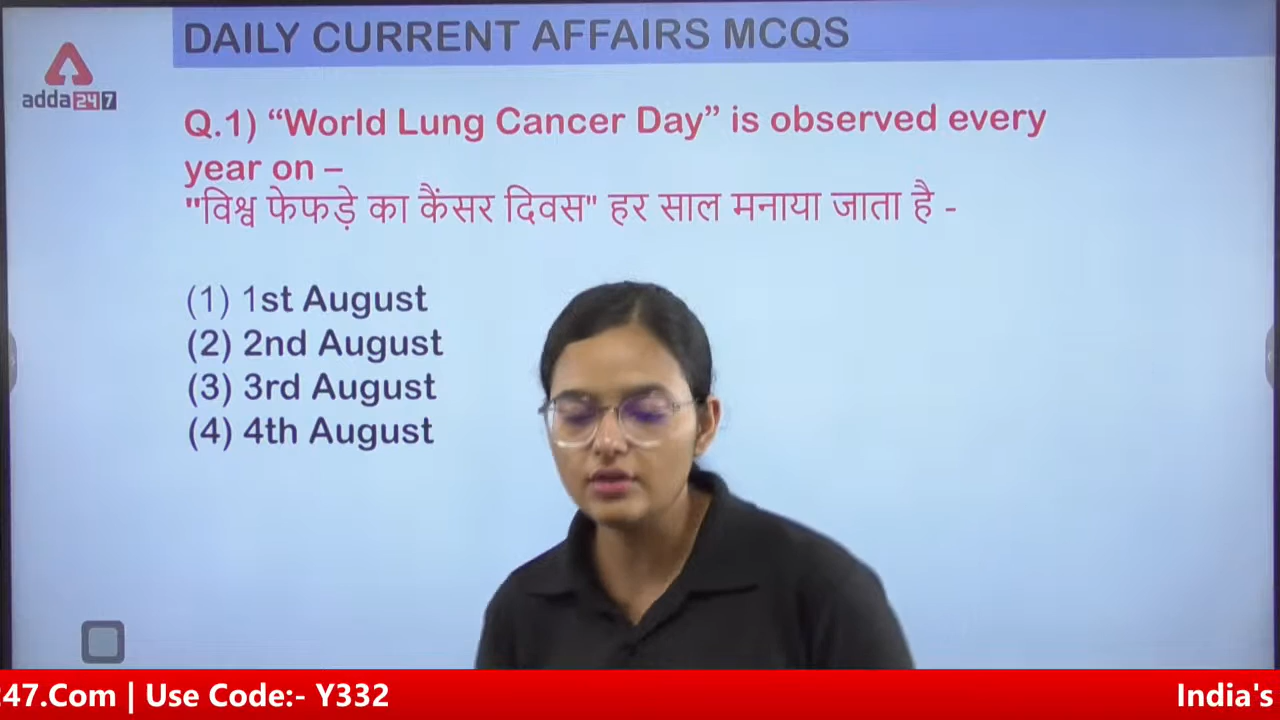 DAILY CURRENT AFFAIRS MCQS
adda247
Q.1) “World Lung Cancer Day” is observed every
year on –
"विश्व फेफड़े का कैंसर दिवस" हर साल मनाया जाता है -
(1) 1st August
(2) 2nd August
(3) 3rd August
(4) 4th August
247.Com | Use Code:- Y332
India's